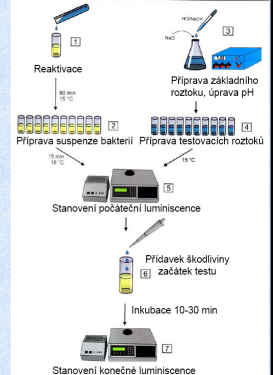 HCl/NaOH
NaCl
1
3
Reaktivace
Příprava základního
roztoku, úprava pH
60 min
15 °C
2
4
Příprava suspenze bakterií
Příprava testovacích roztoků
15 min
15 °C
15 °C
5
Stanovení počáteční luminiscence
Přídavek škodliviny
začátek testu
6
Inkubace 10-30 min
7
Stanovení konečné luminiscence